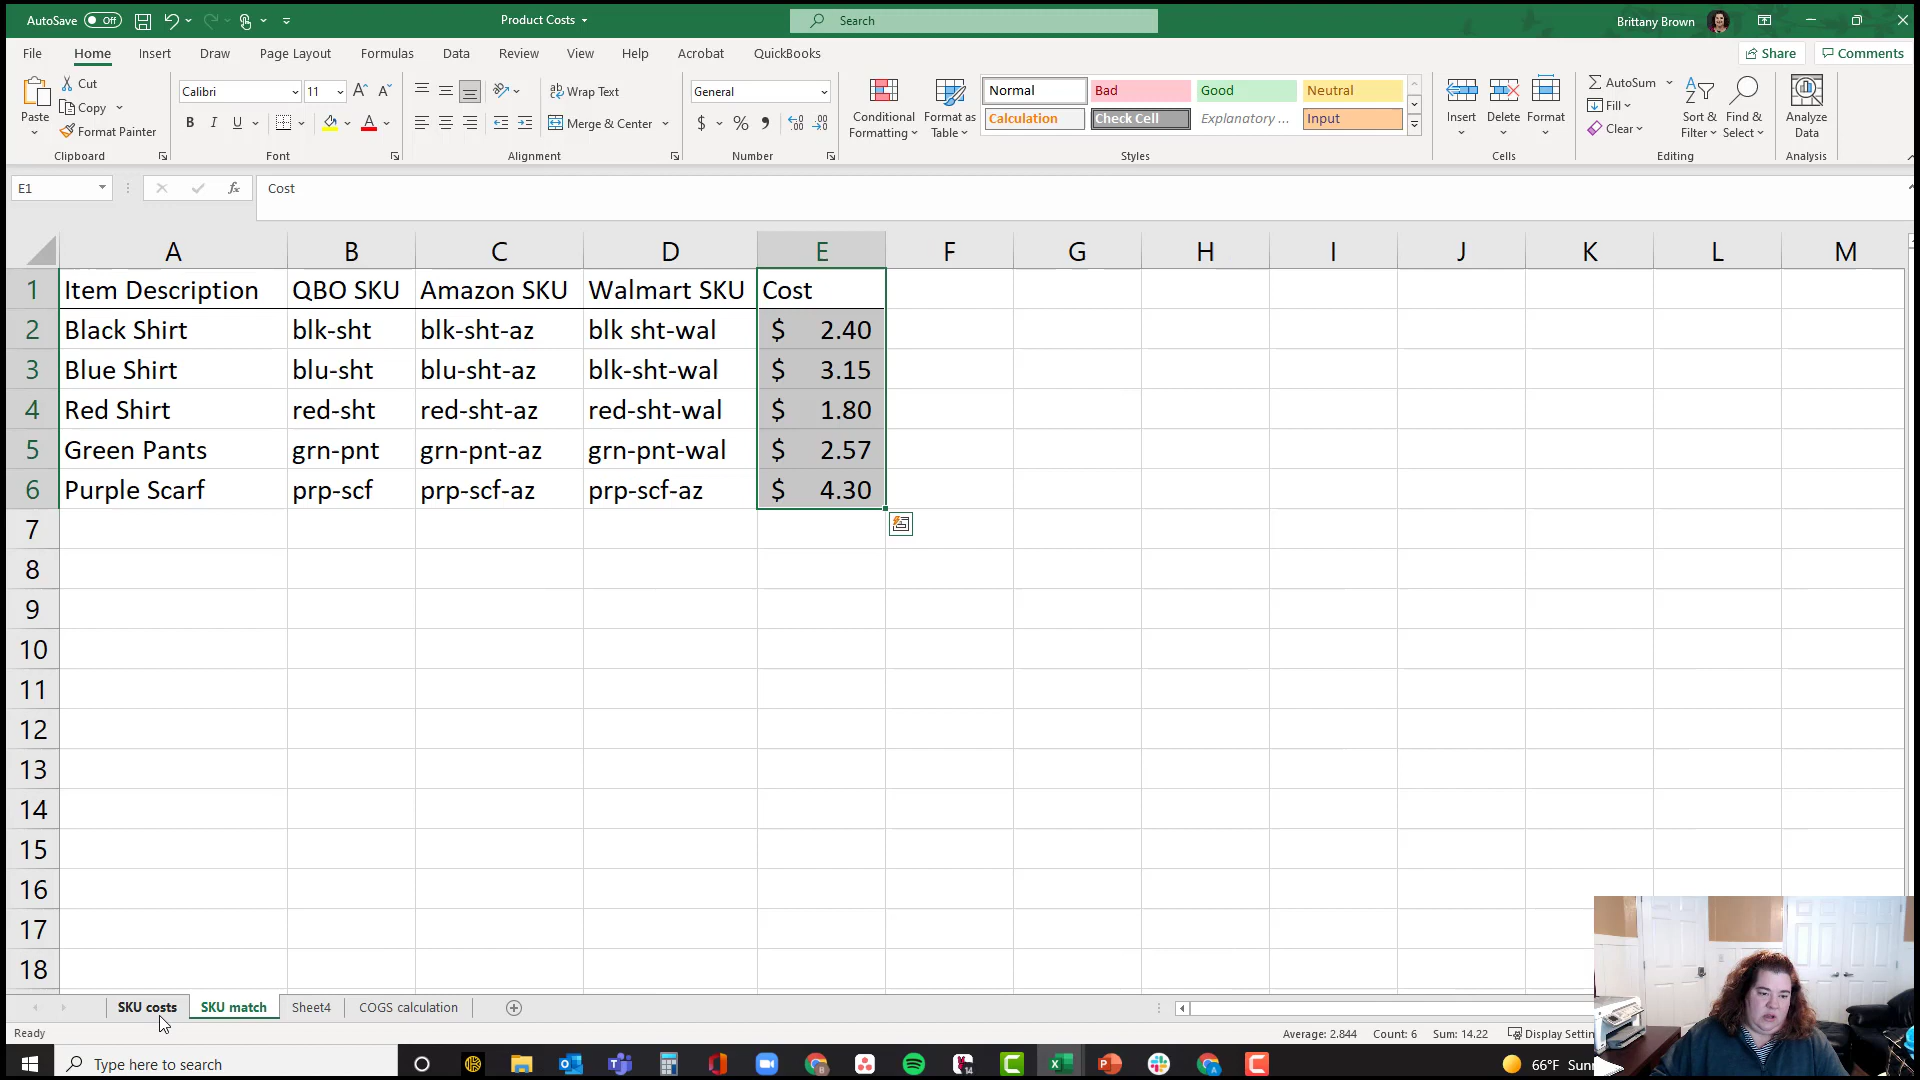 AutoSave Off Product Costs Search Brittany Brown
File Home Insert Draw Page Layout Formulas Data Review View Help Acrobat QuickBooks Share Comments
Paste Cut Copy Format Painter Clipboard
Calibri 11 B I U Font
Wrap Text Merge & Center Alignment
General $ % Number
Conditional Formatting Format as Table
Normal Bad Good Neutral
Calculation Check Cell Explanatory ... Input
Styles
Insert Delete Format Cells
AutoSum Fill Clear Sort & Filter Find & Select Editing
Analyze Data Analysis
E1 fx Cost
A B C D E F G H I J K L M
1 Item Description QBO SKU Amazon SKU Walmart SKU Cost
2 Black Shirt blk-sht blk-sht-az blk sht-wal $ 2.40
3 Blue Shirt blu-sht blu-sht-az blk-sht-wal $ 3.15
4 Red Shirt red-sht red-sht-az red-sht-wal $ 1.80
5 Green Pants grn-pnt grn-pnt-az grn-pnt-wal $ 2.57
6 Purple Scarf prp-scf prp-scf-az prp-scf-az $ 4.30
7
8
9
10
11
12
13
14
15
16
17
18
SKU costs SKU match Sheet4 COGS calculation
Ready Average: 2.844 Count: 6 Sum: 14.22 Display
Type here to search 66°F